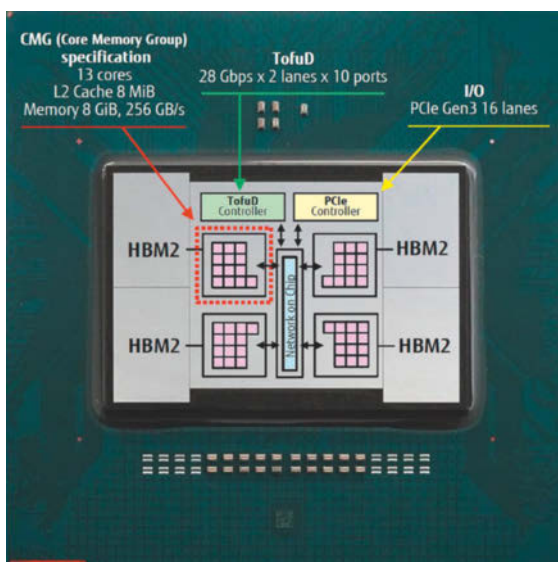 CMG (Core Memory Group)
specification
13 cores
L2 Cache 8 MiB
Memory 8 GiB, 256 GB/s
TofuD
28 Gbps x 2 lanes x 10 ports
I/O
PCIe Gen3 16 lanes
TofuD
Controller
PCIe
Controller
HBM2
HBM2
Network on Chip
HBM2
HBM2